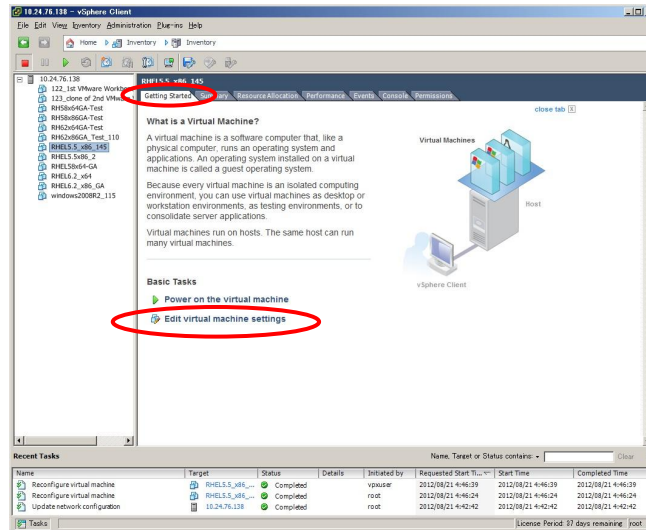 10.24.76.138 - vSphere Client
File Edit View Inventory Administration Plug-ins Help
Home Inventory Inventory
10.24.76.138
122_1st VMware Workben
123_clone of 2nd VMwa
RH58x64GA-Test
RH58x86GA-Test
RH62x64GA-Test
RH62x86GA_Test_110
RHEL5.5_x86_145
RHEL5.5x86_2
RHEL58x64-GA
RHEL6.2_x64
RHEL6.2_x86_GA
windows2008R2_115
RHEL5.5_x86_145
Getting Started Summary Resource Allocation Performance Events Console Permissions
close tab
What is a Virtual Machine?
A virtual machine is a software computer that, like a
physical computer, runs an operating system and
applications. An operating system installed on a virtual
machine is called a guest operating system.
Because every virtual machine is an isolated computing
environment, you can use virtual machines as desktop or
workstation environments, as testing environments, or to
consolidate server applications.
Virtual machines run on hosts. The same host can run
many virtual machines.
Basic Tasks
Power on the virtual machine
Edit virtual machine settings
Virtual Machines
Host
vSphere Client
Recent Tasks
Name, Target or Status contains: Clear
Name Target Status Details Initiated by Requested Start Ti... Start Time Completed Time
Reconfigure virtual machine RHEL5.5_x86_... Completed vpxuser 2012/08/21 4:46:39 2012/08/21 4:46:39 2012/08/21 4:46:39
Reconfigure virtual machine RHEL5.5_x86_... Completed root 2012/08/21 4:46:24 2012/08/21 4:46:24 2012/08/21 4:46:24
Update network configuration 10.24.76.138 Completed root 2012/08/21 4:42:42 2012/08/21 4:42:42 2012/08/21 4:42:42
Tasks License Period: 37 days remaining root